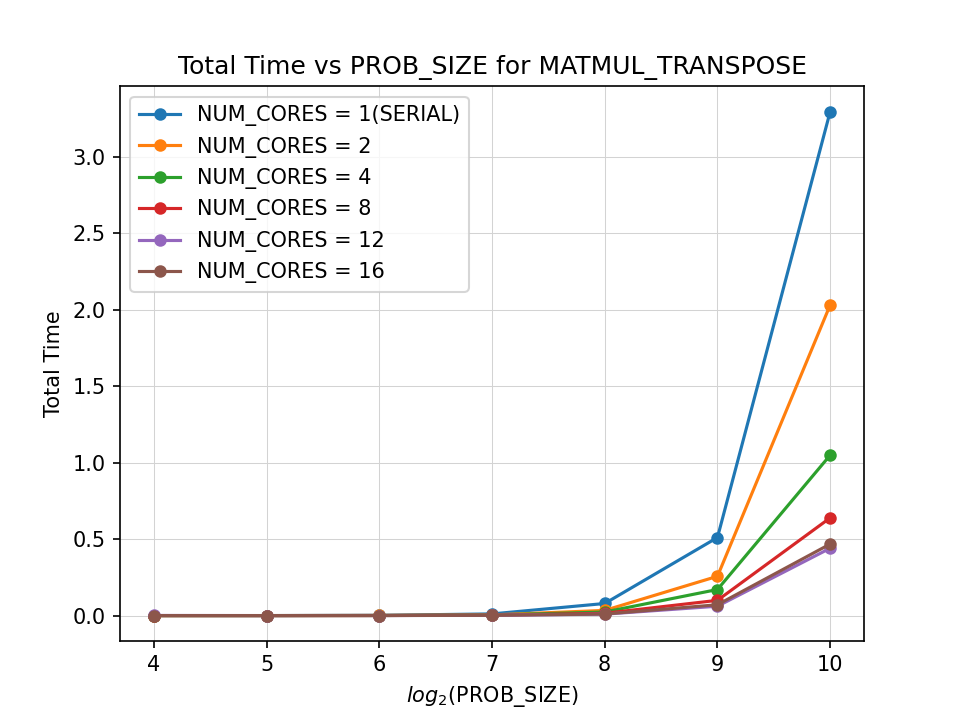 Total Time vs PROB_SIZE for MATMUL_TRANSPOSE
NUM_CORES = 1(SERIAL)
NUM_CORES = 2
NUM_CORES = 4
NUM_CORES = 8
NUM_CORES = 12
NUM_CORES = 16
Total Time
3.0
2.5
2.0
1.5
1.0
0.5
0.0
4 5 6 7 8 9 10
log₂(PROB_SIZE)